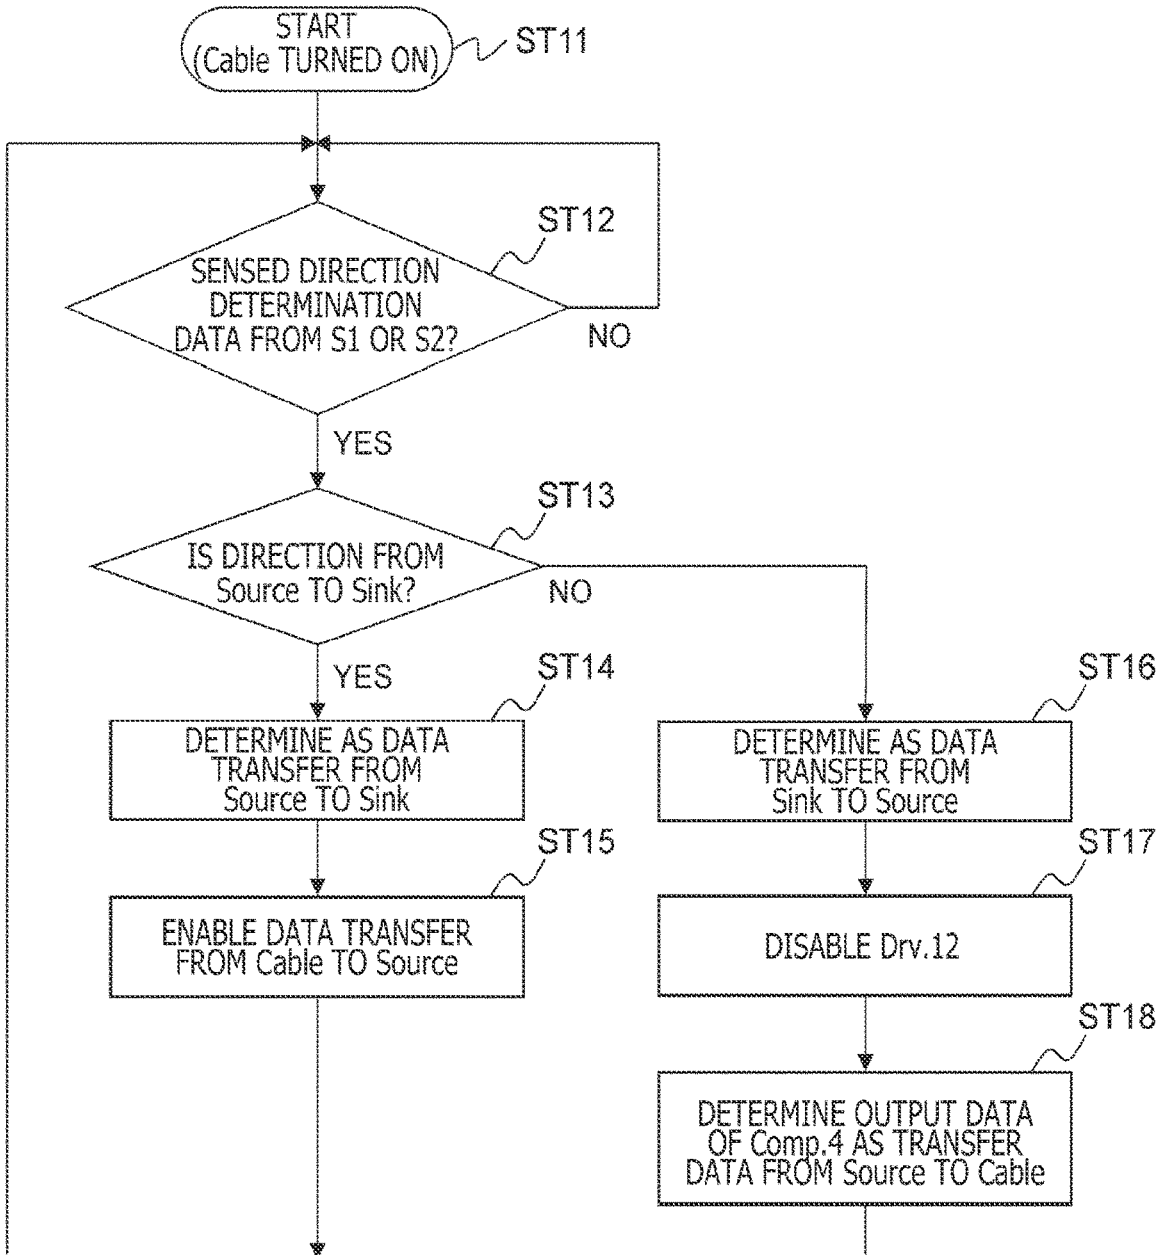 START
(Cable TURNED ON)
ST11
ST12
SENSED DIRECTION
DETERMINATION
DATA FROM S1 OR S2?
NO
YES
ST13
IS DIRECTION FROM
Source TO Sink?
NO
YES
ST14
DETERMINE AS DATA
TRANSFER FROM
Source TO Sink
ST16
DETERMINE AS DATA
TRANSFER FROM
Sink TO Source
ST15
ENABLE DATA TRANSFER
FROM Cable TO Source
ST17
DISABLE Drv.12
ST18
DETERMINE OUTPUT DATA
OF Comp.4 AS TRANSFER
DATA FROM Source TO Cable